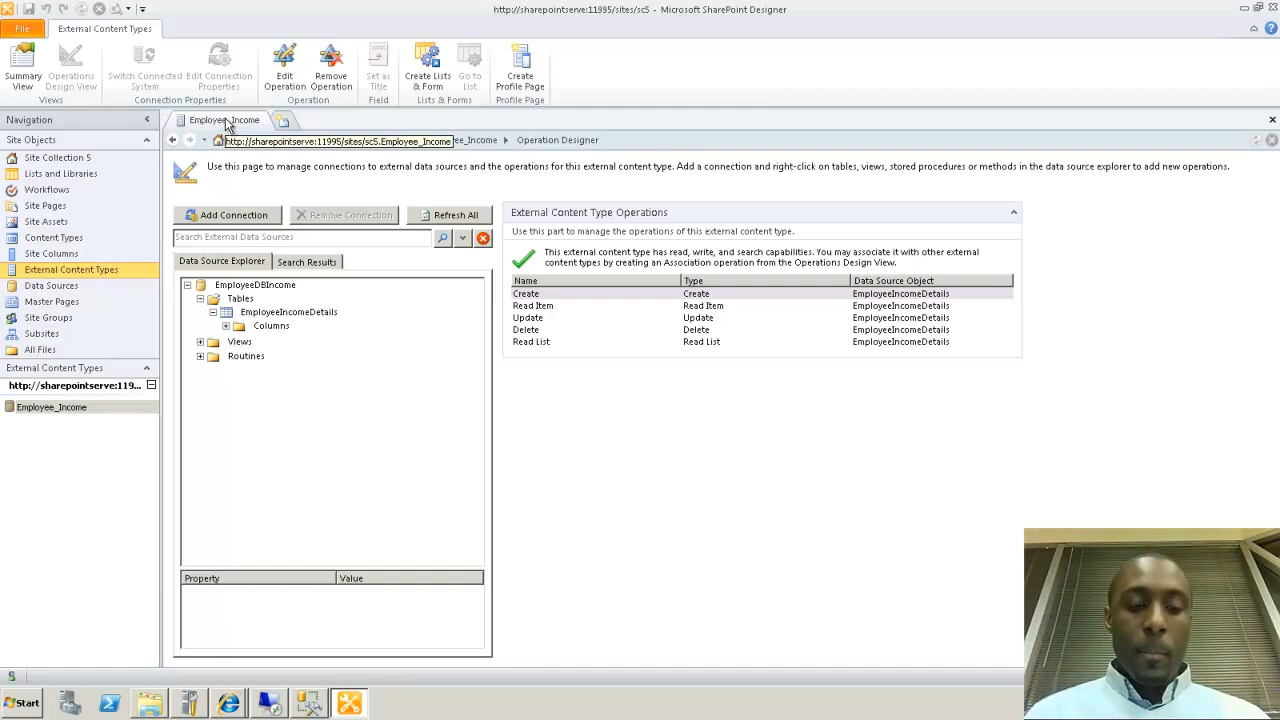 http://sharepointserve:11995/sites/sc5 - Microsoft SharePoint Designer
File
External Content Types
Summary View
Operations Design View
Switch Connected System
Edit Connection Properties
Edit Operation
Remove Operation
Set as Title
Create Lists & Form
Go to List
Create Profile Page
Views
Connection Properties
Operation
Field
Lists & Forms
Profile Page
Navigation
Employee_Income
http://sharepointserve:11995/sites/sc5.Employee_Income
ee_Income
Operation Designer
Site Objects
Site Collection 5
Lists and Libraries
Workflows
Site Pages
Site Assets
Content Types
Site Columns
External Content Types
Data Sources
Master Pages
Site Groups
Subsites
All Files
External Content Types
http://sharepointserve:119...
Employee_Income
Use this page to manage connections to external data sources and the operations for this external content type. Add a connection and right-click on tables, views, stored procedures or methods in the data source explorer to add new operations.
Add Connection
Remove Connection
Refresh All
Search External Data Sources
Data Source Explorer
Search Results
EmployeeDBIncome
Tables
EmployeeIncomeDetails
Columns
Views
Routines
Property Value
External Content Type Operations
Use this part to manage the operations of this external content type.
This external content type has read, write, and search capabilities. You may associate it with other external
content types by creating an Association operation from the Operations Design View.
Name Type Data Source Object
Create Create EmployeeIncomeDetails
Read Item Read Item EmployeeIncomeDetails
Update Update EmployeeIncomeDetails
Delete Delete EmployeeIncomeDetails
Read List Read List EmployeeIncomeDetails
Start